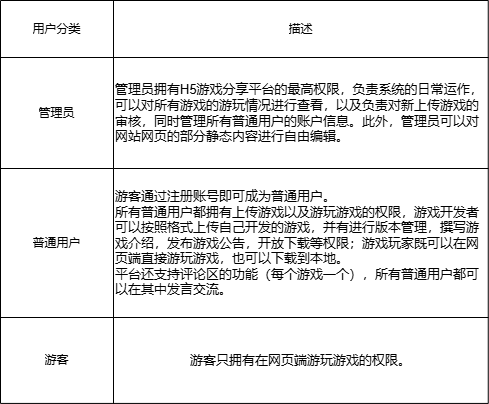 用户分类
描述
管理员
管理员拥有H5游戏分享平台的最高权限，负责系统的日常运作，
可以对所有游戏的游玩情况进行查看，以及负责对新上传游戏的
审核，同时管理所有普通用户的账户信息。此外，管理员可以对
网站网页的部分静态内容进行自由编辑。
普通用户
游客通过注册账号即可成为普通用户。
所有普通用户都拥有上传游戏以及游玩游戏的权限，游戏开发者
可以按照格式上传自己开发的游戏，并有进行版本管理，撰写游
戏介绍，发布游戏公告，开放下载等权限；游戏玩家既可以在网
页端直接游玩游戏，也可以下载到本地。
平台还支持评论区的功能（每个游戏一个），所有普通用户都可
以在其中发言交流。
游客
游客只拥有在网页端游玩游戏的权限。